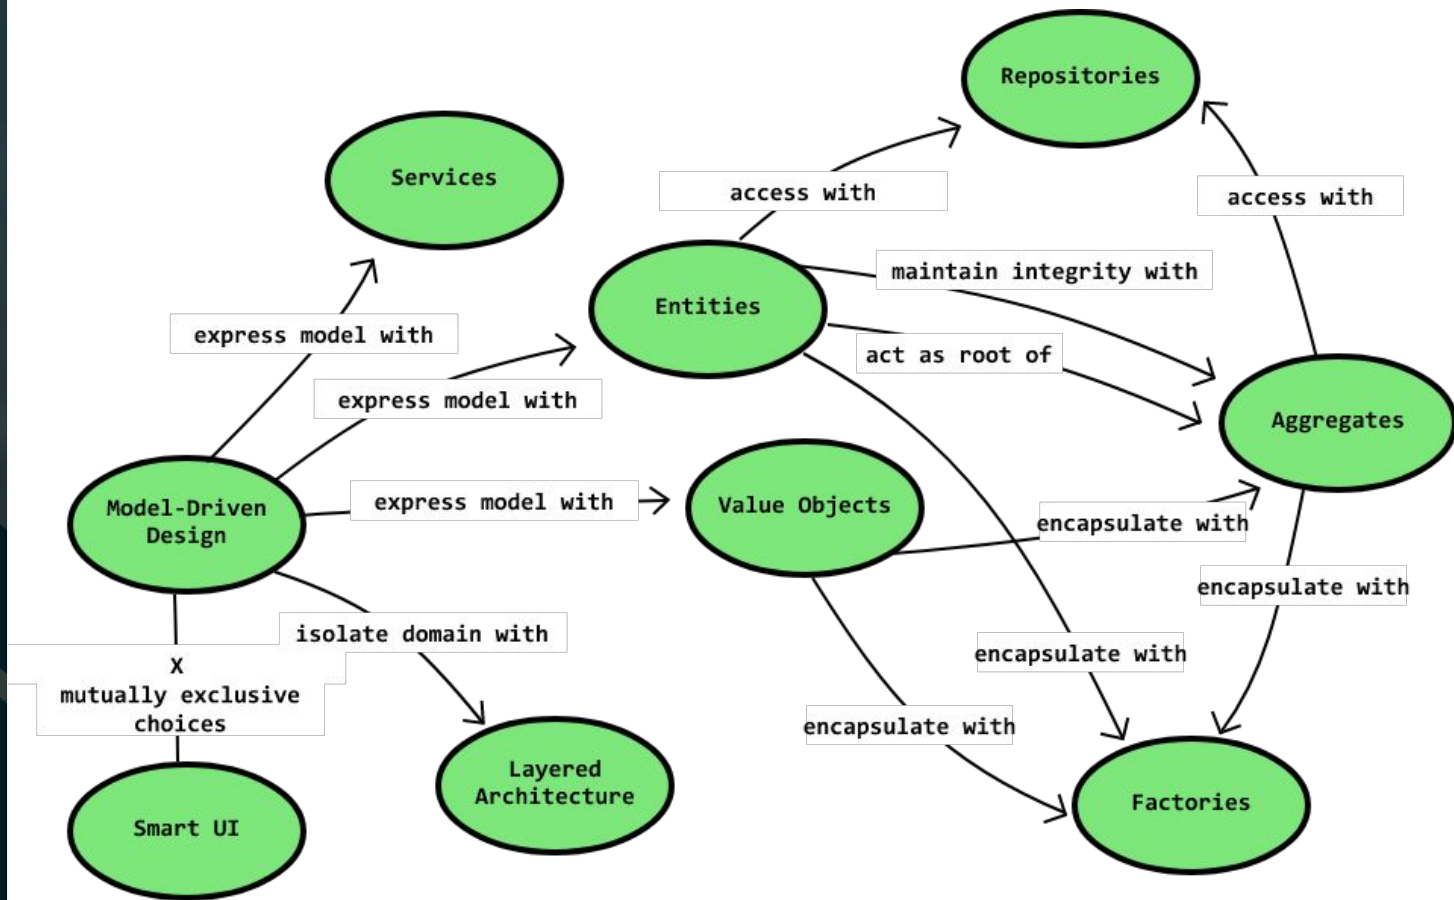 Repositories
Services
access with
access with
maintain integrity with
Entities
express model with
act as root of
express model with
Aggregates
express model with
Value Objects
Model-Driven
Design
encapsulate with
encapsulate with
isolate domain with
encapsulate with
X
mutually exclusive
choices
encapsulate with
Layered
Architecture
Factories
Smart UI